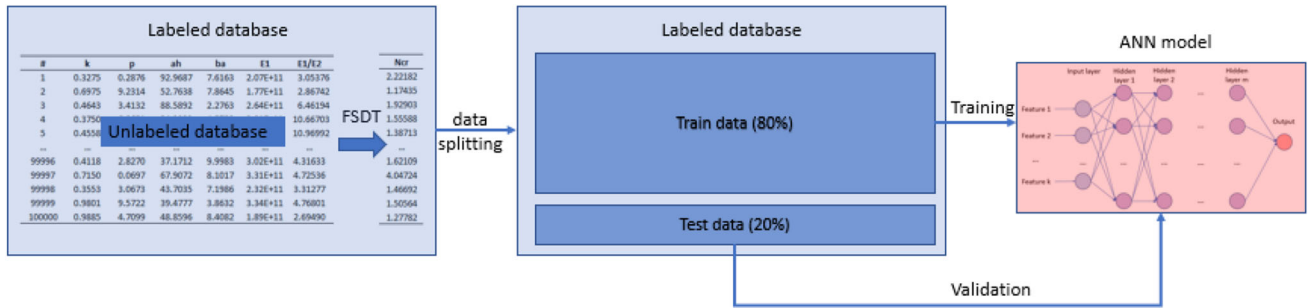 Labeled database
# k p ah ba E1 E1/E2 Ncr
1 0.3275 0.2876 92.9687 7.6163 2.07E+11 3.05376 2.22182
2 0.6975 9.2314 52.7638 7.8645 1.77E+11 2.86742 1.17435
3 0.4643 3.4132 88.5892 2.2763 2.64E+11 6.46194 1.92903
4 0.3750 10.66703 1.55588
5 0.4558 10.96992 1.38713
... ... ... ... ... ... ... ...
99996 0.4118 2.8270 37.1712 9.9983 3.02E+11 4.31633 1.62109
99997 0.7150 0.0697 67.9072 8.1017 3.31E+11 4.72536 4.04724
99998 0.3553 3.0673 43.7035 7.1986 2.32E+11 3.31277 1.46692
99999 0.9801 9.5722 39.4777 3.8632 3.34E+11 4.76801 1.50564
100000 0.9885 4.7099 48.8596 8.4082 1.89E+11 2.69490 1.27782
Unlabeled database
FSDT
data
splitting
Labeled database
Train data (80%)
Test data (20%)
Training
Validation
ANN model
Input layer
Hidden
layer 1
Hidden
layer 2
...
Hidden
layer m
Feature 1
Feature 2
...
Feature k
Output